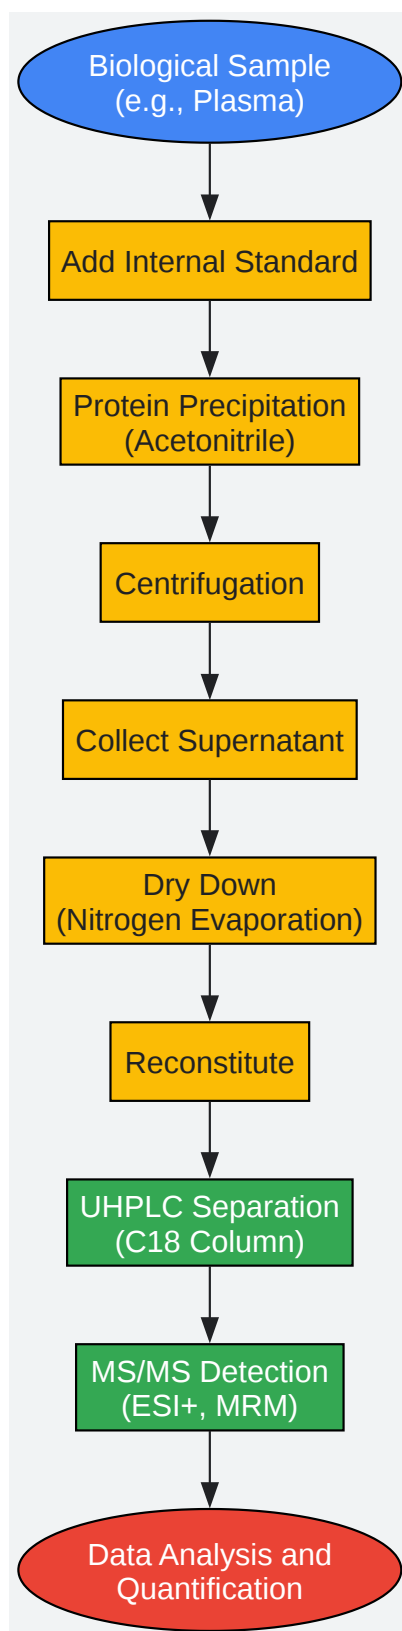 Biological Sample
(e.g., Plasma)
Add Internal Standard
Protein Precipitation
(Acetonitrile)
Centrifugation
Collect Supernatant
Dry Down
(Nitrogen Evaporation)
Reconstitute
UHPLC Separation
(C18 Column)
MS/MS Detection
(ESI+, MRM)
Data Analysis and
Quantification